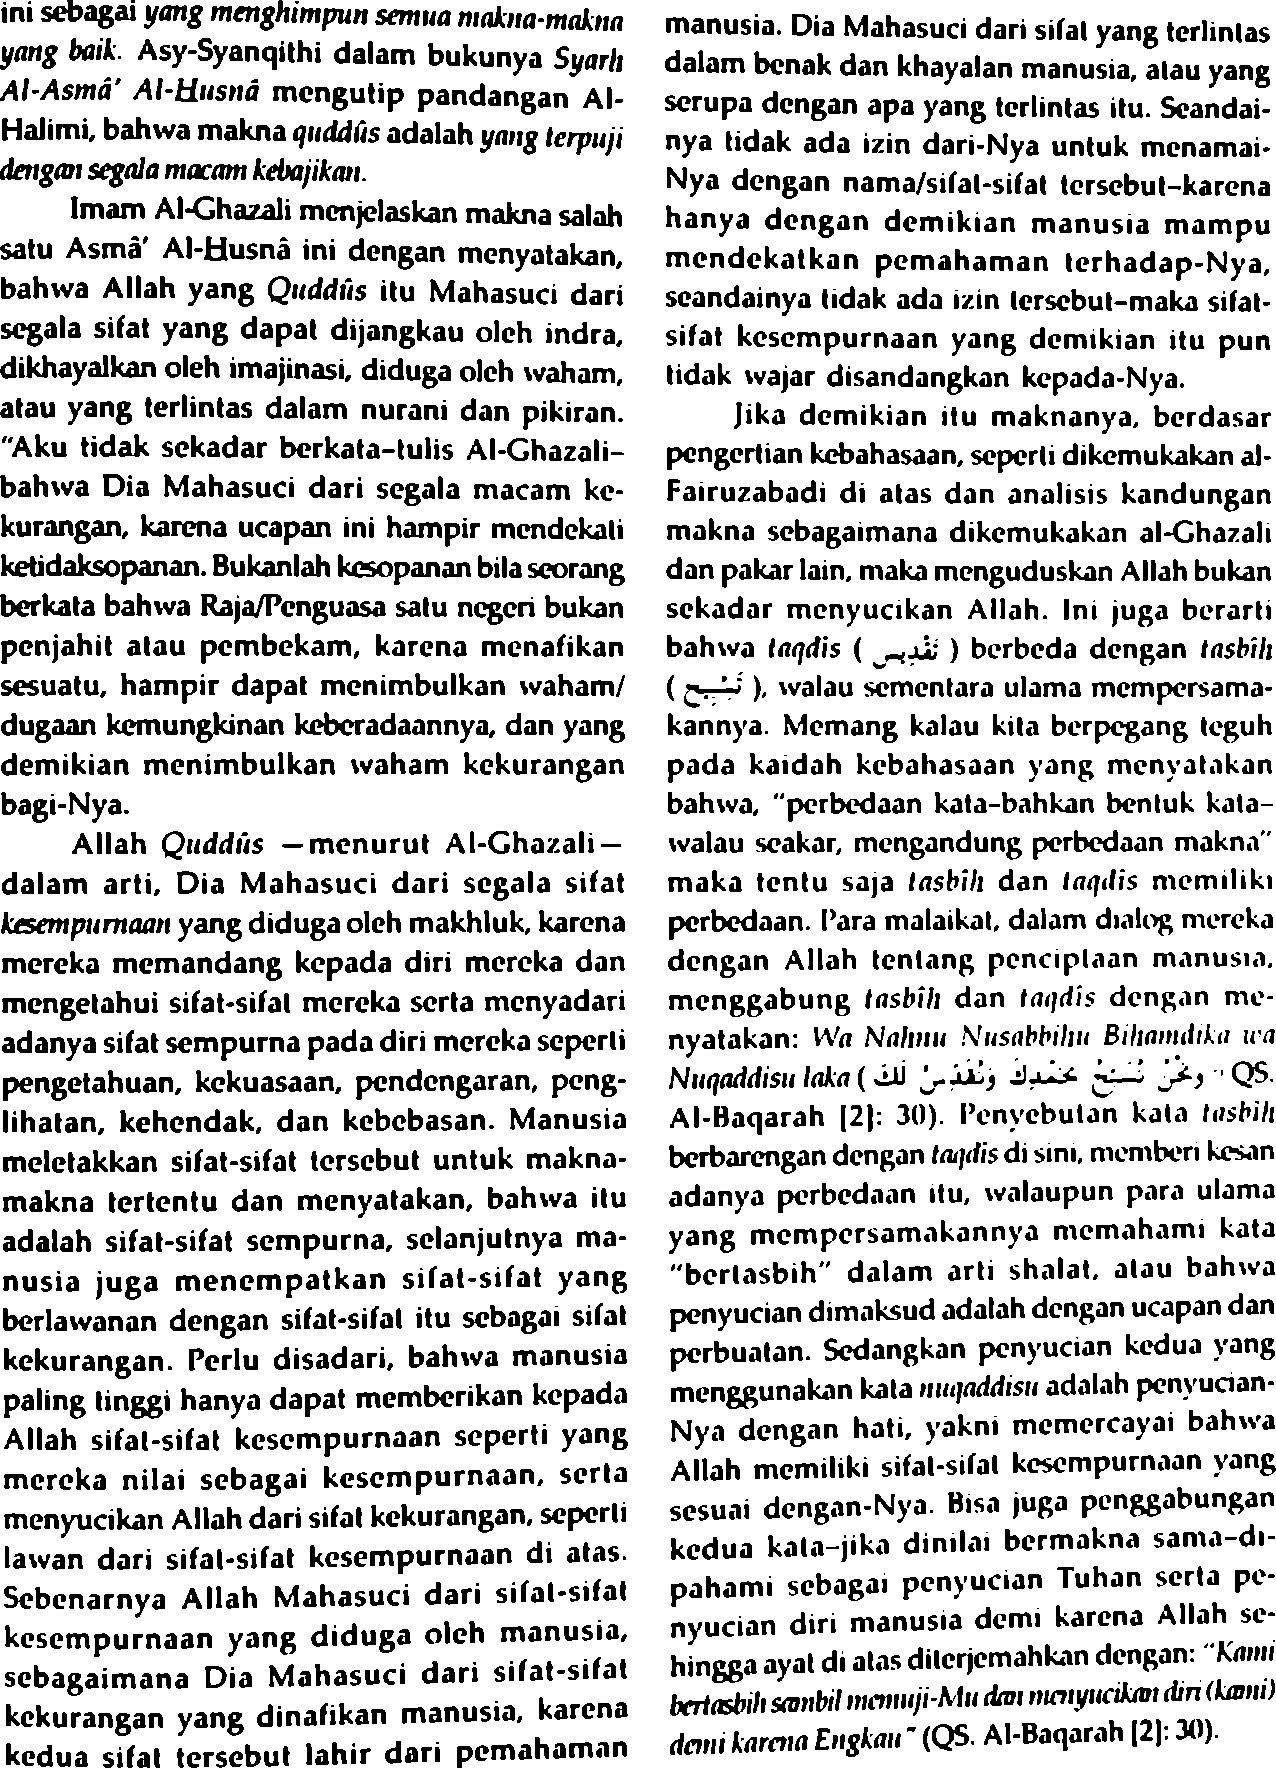 ini sebagai yang menghimpun semua makna-makna
yang baik. Asy-Syanqithi dalam bukunya Syarh
Al-Asmâ' Al-Husnâ mengutip pandangan Al-
Halimi, bahwa makna quddûs adalah yang terpuji
dengan segala macam kebajikan.
Imam Al-Ghazali menjelaskan makna salah
satu Asmâ' Al-Husnâ ini dengan menyatakan,
bahwa Allah yang Quddûs itu Mahasuci dari
segala sifat yang dapat dijangkau oleh indra,
dikhayalkan oleh imajinasi, diduga oleh waham,
atau yang terlintas dalam nurani dan pikiran.
"Aku tidak sekadar berkata–tulis Al-Ghazali–
bahwa Dia Mahasuci dari segala macam ke-
kurangan, karena ucapan ini hampir mendekati
ketidaksopanan. Bukanlah kesopanan bila seorang
berkata bahwa Raja/Penguasa satu negeri bukan
penjahit atau pembekam, karena menafikan
sesuatu, hampir dapat menimbulkan waham/
dugaan kemungkinan keberadaannya, dan yang
demikian menimbulkan waham kekurangan
bagi-Nya.
Allah Quddûs —menurut Al-Ghazali—
dalam arti, Dia Mahasuci dari segala sifat
kesempurnaan yang diduga oleh makhluk, karena
mereka memandang kepada diri mereka dan
mengetahui sifat-sifat mereka serta menyadari
adanya sifat sempurna pada diri mereka seperti
pengetahuan, kekuasaan, pendengaran, peng-
lihatan, kehendak, dan kebebasan. Manusia
meletakkan sifat-sifat tersebut untuk makna-
makna tertentu dan menyatakan, bahwa itu
adalah sifat-sifat sempurna, selanjutnya ma-
nusia juga menempatkan sifat-sifat yang
berlawanan dengan sifat-sifat itu sebagai sifat
kekurangan. Perlu disadari, bahwa manusia
paling tinggi hanya dapat memberikan kepada
Allah sifat-sifat kesempurnaan seperti yang
mereka nilai sebagai kesempurnaan, serta
menyucikan Allah dari sifat kekurangan, seperti
lawan dari sifat-sifat kesempurnaan di atas.
Sebenarnya Allah Mahasuci dari sifat-sifat
kesempurnaan yang diduga oleh manusia,
sebagaimana Dia Mahasuci dari sifat-sifat
kekurangan yang dinafikan manusia, karena
kedua sifat tersebut lahir dari pemahaman
manusia. Dia Mahasuci dari sifat yang terlintas
dalam benak dan khayalan manusia, atau yang
serupa dengan apa yang terlintas itu. Seandai-
nya tidak ada izin dari-Nya untuk menamai-
Nya dengan nama/sifat-sifat tersebut–karena
hanya dengan demikian manusia mampu
mendekatkan pemahaman terhadap-Nya,
seandainya tidak ada izin tersebut–maka sifat-
sifat kesempurnaan yang demikian itu pun
tidak wajar disandangkan kepada-Nya.
Jika demikian itu maknanya, berdasar
pengertian kebahasaan, seperti dikemukakan al-
Fairuzabadi di atas dan analisis kandungan
makna sebagaimana dikemukakan al-Ghazali
dan pakar lain, maka menguduskan Allah bukan
sekadar menyucikan Allah. Ini juga berarti
bahwa taqdis ( تَقْدِيس ) berbeda dengan tasbîh
( تَسْبِيح ), walau sementara ulama mempersama-
kannya. Memang kalau kita berpegang teguh
pada kaidah kebahasaan yang menyatakan
bahwa, "perbedaan kata–bahkan bentuk kata–
walau seakar, mengandung perbedaan makna"
maka tentu saja tasbîh dan taqdîs memiliki
perbedaan. Para malaikat, dalam dialog mereka
dengan Allah tentang penciptaan manusia,
menggabung tasbîh dan taqdîs dengan me-
nyatakan: Wa Nahnu Nusabbihu Bihamdika wa
Nuqaddisu laka ( وَنَحْنُ نُسَبِّحُ بِحَمْدِكَ وَنُقَدِّسُ لَكَ " QS.
Al-Baqarah [2]: 30). Penyebutan kata tasbih
berbarengan dengan taqdis di sini, memberi kesan
adanya perbedaan itu, walaupun para ulama
yang mempersamakannya memahami kata
"bertasbih" dalam arti shalat, atau bahwa
penyucian dimaksud adalah dengan ucapan dan
perbuatan. Sedangkan penyucian kedua yang
menggunakan kata nuqaddisu adalah penyucian-
Nya dengan hati, yakni memercayai bahwa
Allah memiliki sifat-sifat kesempurnaan yang
sesuai dengan-Nya. Bisa juga penggabungan
kedua kata–jika dinilai bermakna sama–di-
pahami sebagai penyucian Tuhan serta pe-
nyucian diri manusia demi karena Allah se-
hingga ayat di atas diterjemahkan dengan: "Kami
bertasbih sambil memuji-Mu dan menyucikan diri (kami)
demi karena Engkau" (QS. Al-Baqarah [2]: 30).